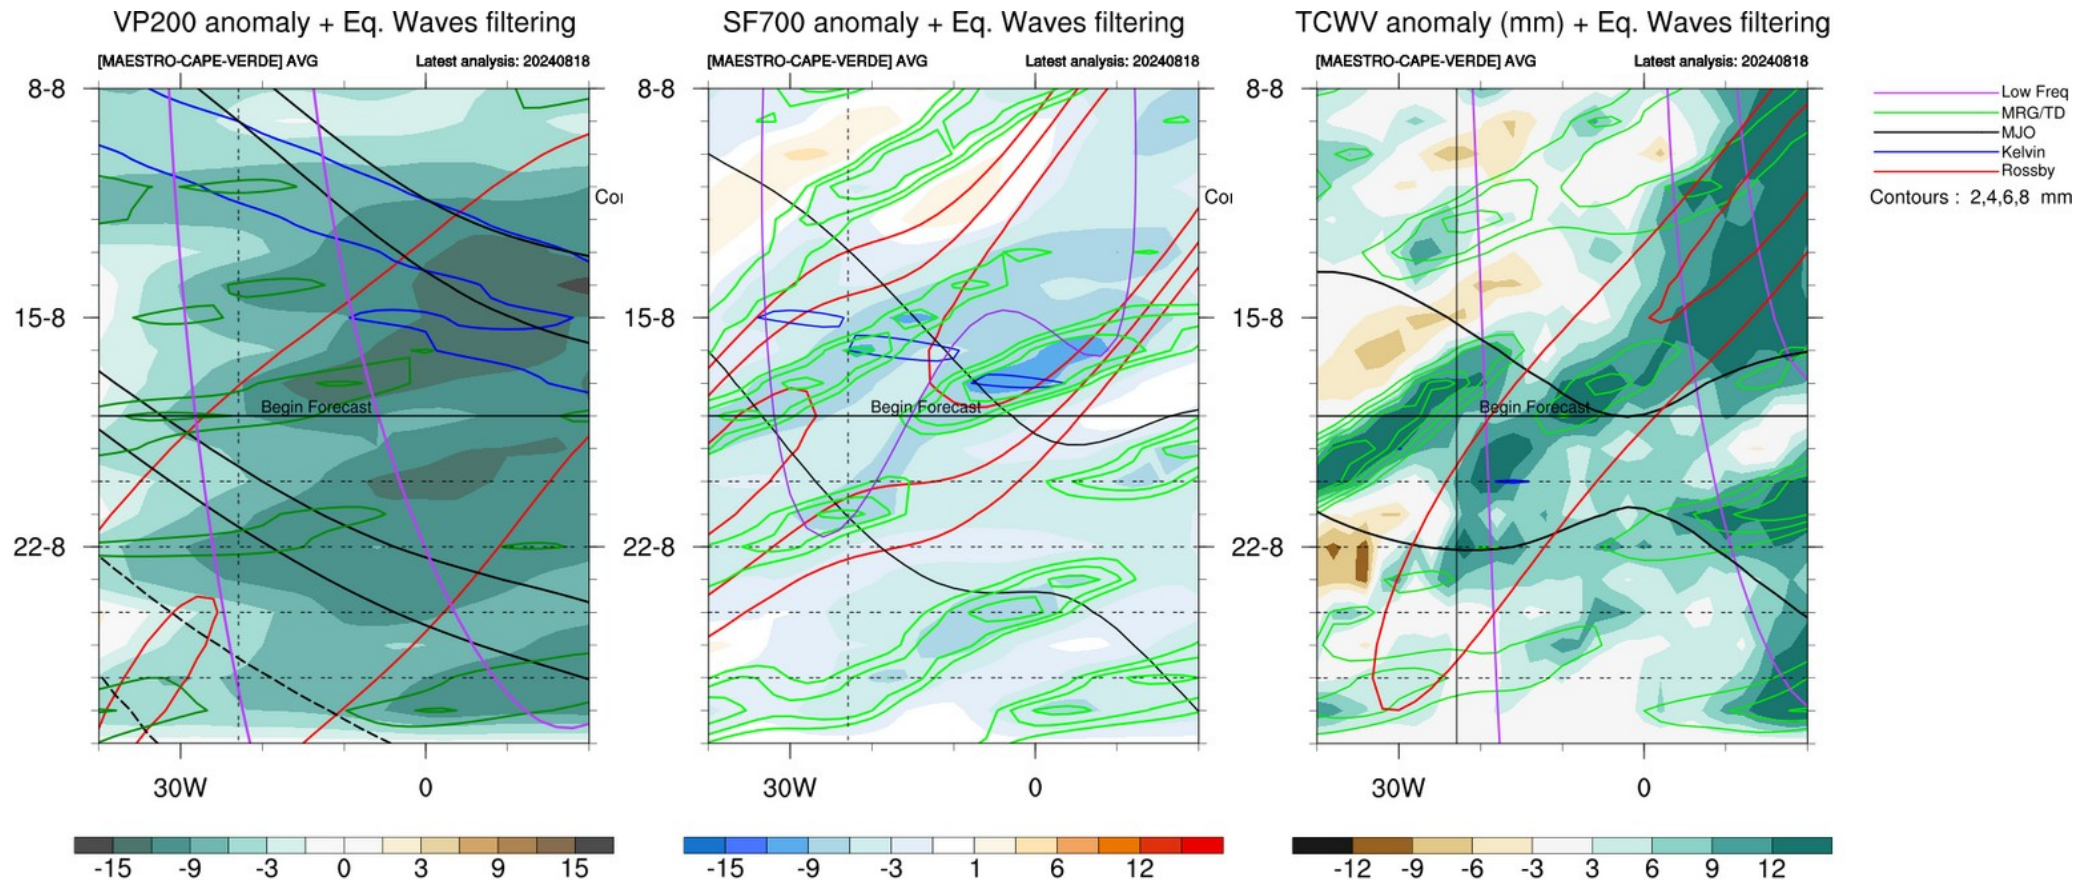 VP200 anomaly + Eq. Waves filtering
[MAESTRO-CAPE-VERDE] AVG Latest analysis: 20240818
8-8
15-8
22-8
Begin Forecast
Coı
30W 0
-15 -9 -3 0 3 9 15
SF700 anomaly + Eq. Waves filtering
[MAESTRO-CAPE-VERDE] AVG Latest analysis: 20240818
8-8
15-8
22-8
Begin Forecast
Coı
30W 0
-15 -9 -3 1 6 12
TCWV anomaly (mm) + Eq. Waves filtering
[MAESTRO-CAPE-VERDE] AVG Latest analysis: 20240818
8-8
15-8
22-8
Begin Forecast
30W 0
-12 -9 -6 -3 3 6 9 12
Low Freq
MRG/TD
MJO
Kelvin
Rossby
Contours : 2,4,6,8 mm